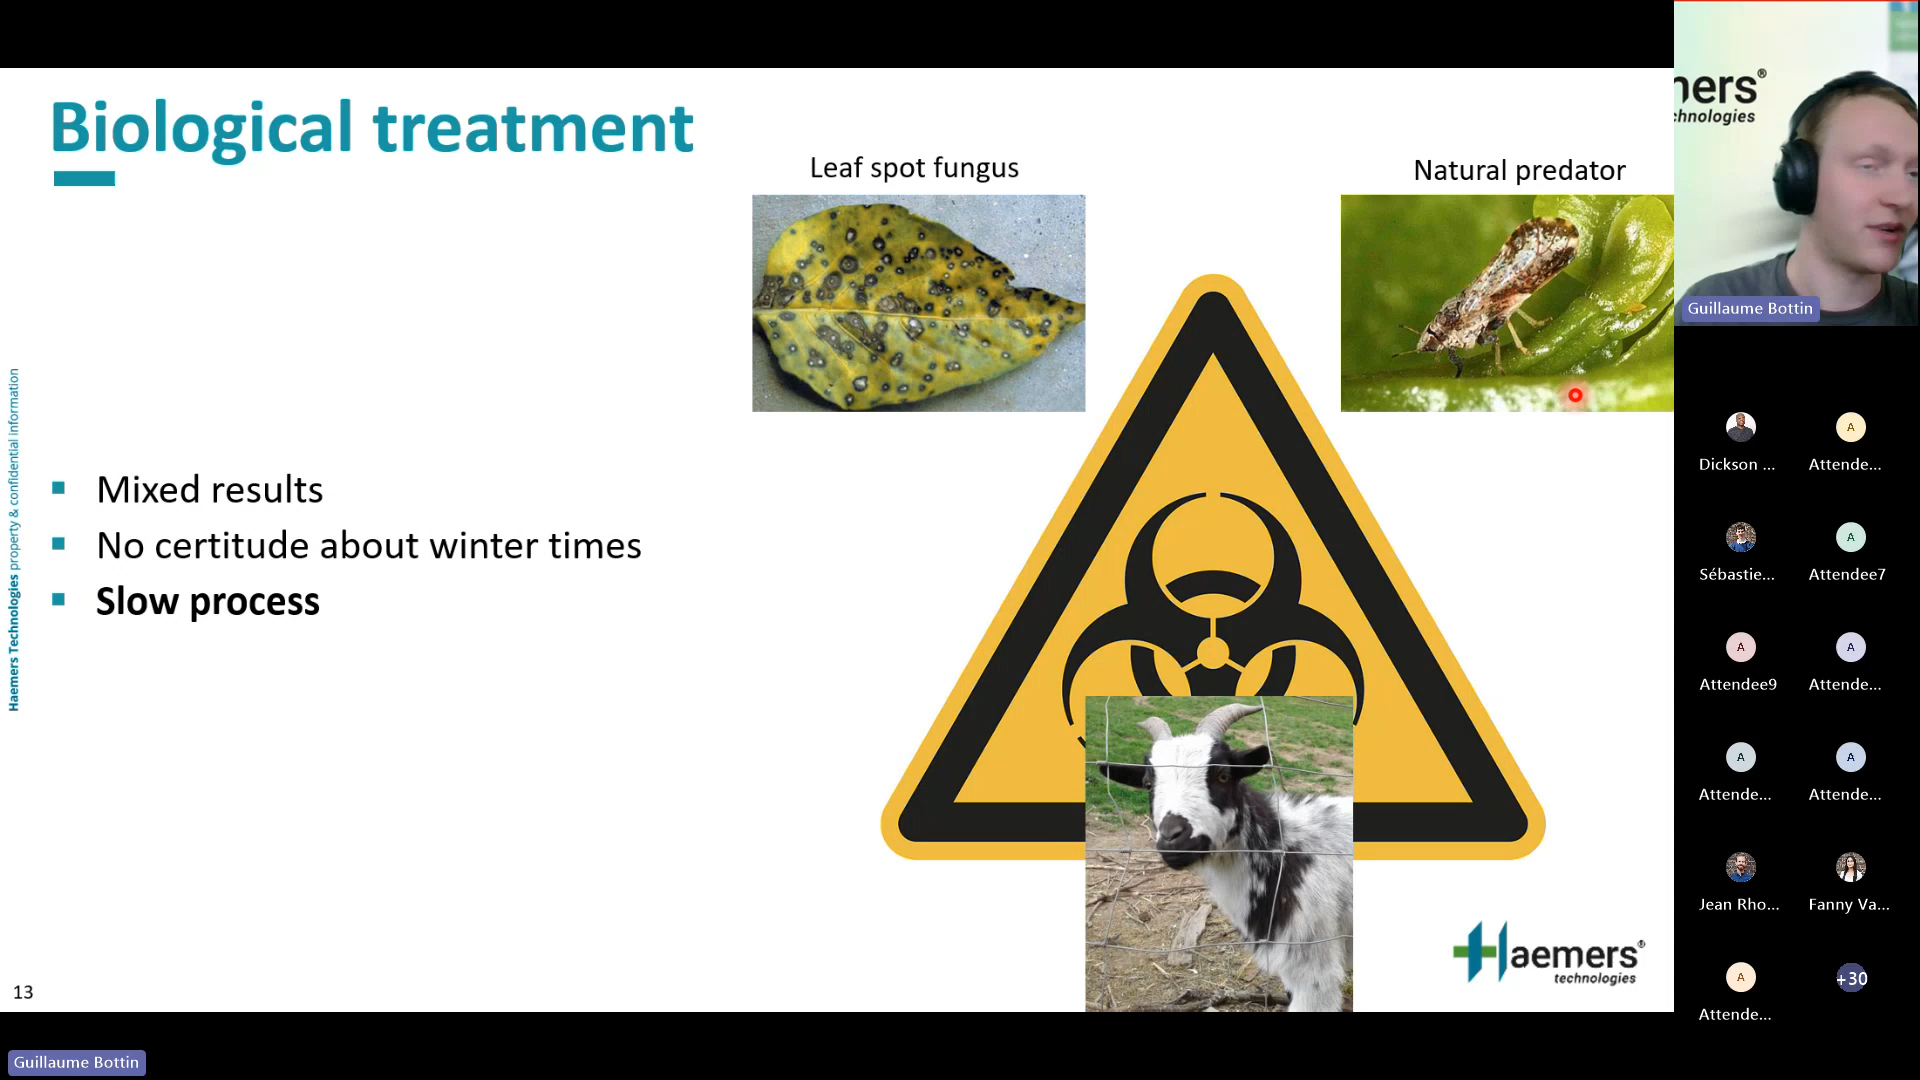 Biological treatment
Leaf spot fungus
Natural predator
Mixed results
No certitude about winter times
Slow process
Haemers Technologies property & confidential information
13
Haemers®
technologies
ners®
chnologies
Guillaume Bottin
Dickson ...
Attende...
Sébastie...
Attendee7
Attendee9
Attende...
Attende...
Attende...
Jean Rho...
Fanny Va...
Attende...
+30
A
A
A
A
A
A
A
Guillaume Bottin